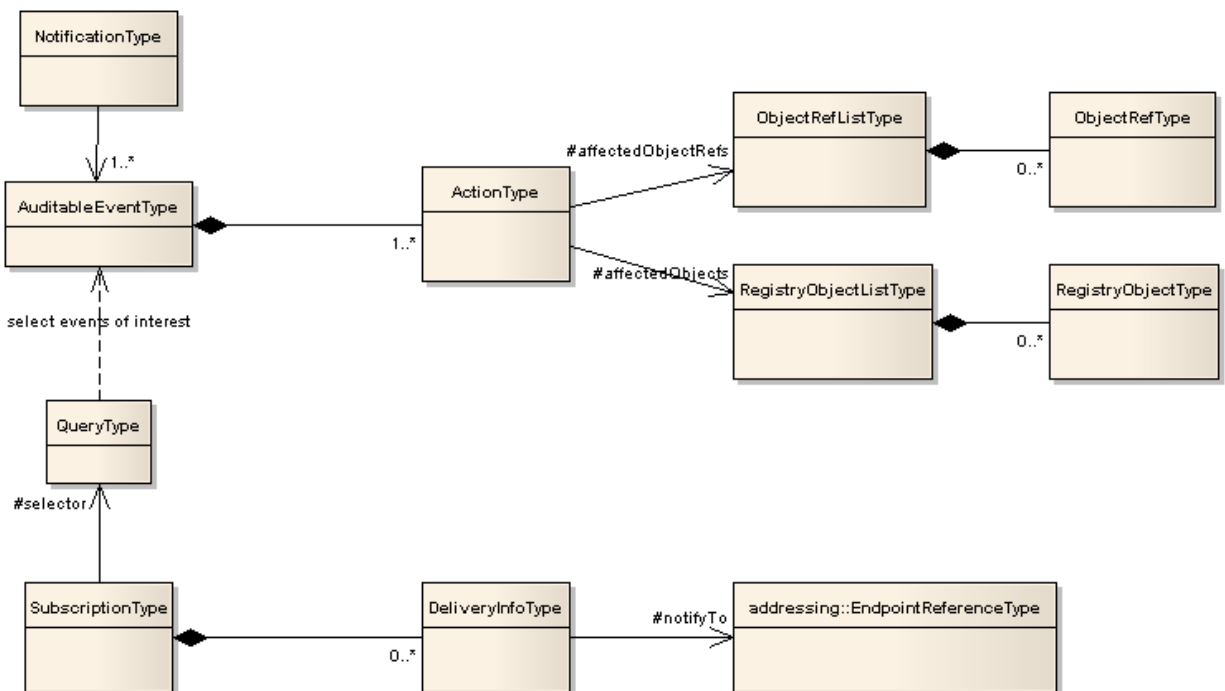 NotificationType
1..*
AuditableEventType
1..*
ActionType
#affectedObjectRefs
ObjectRefListType
0..*
ObjectRefType
#affectedObjects
RegistryObjectListType
0..*
RegistryObjectType
select events of interest
QueryType
#selector
SubscriptionType
0..*
DeliveryInfoType
#notifyTo
addressing::EndpointReferenceType